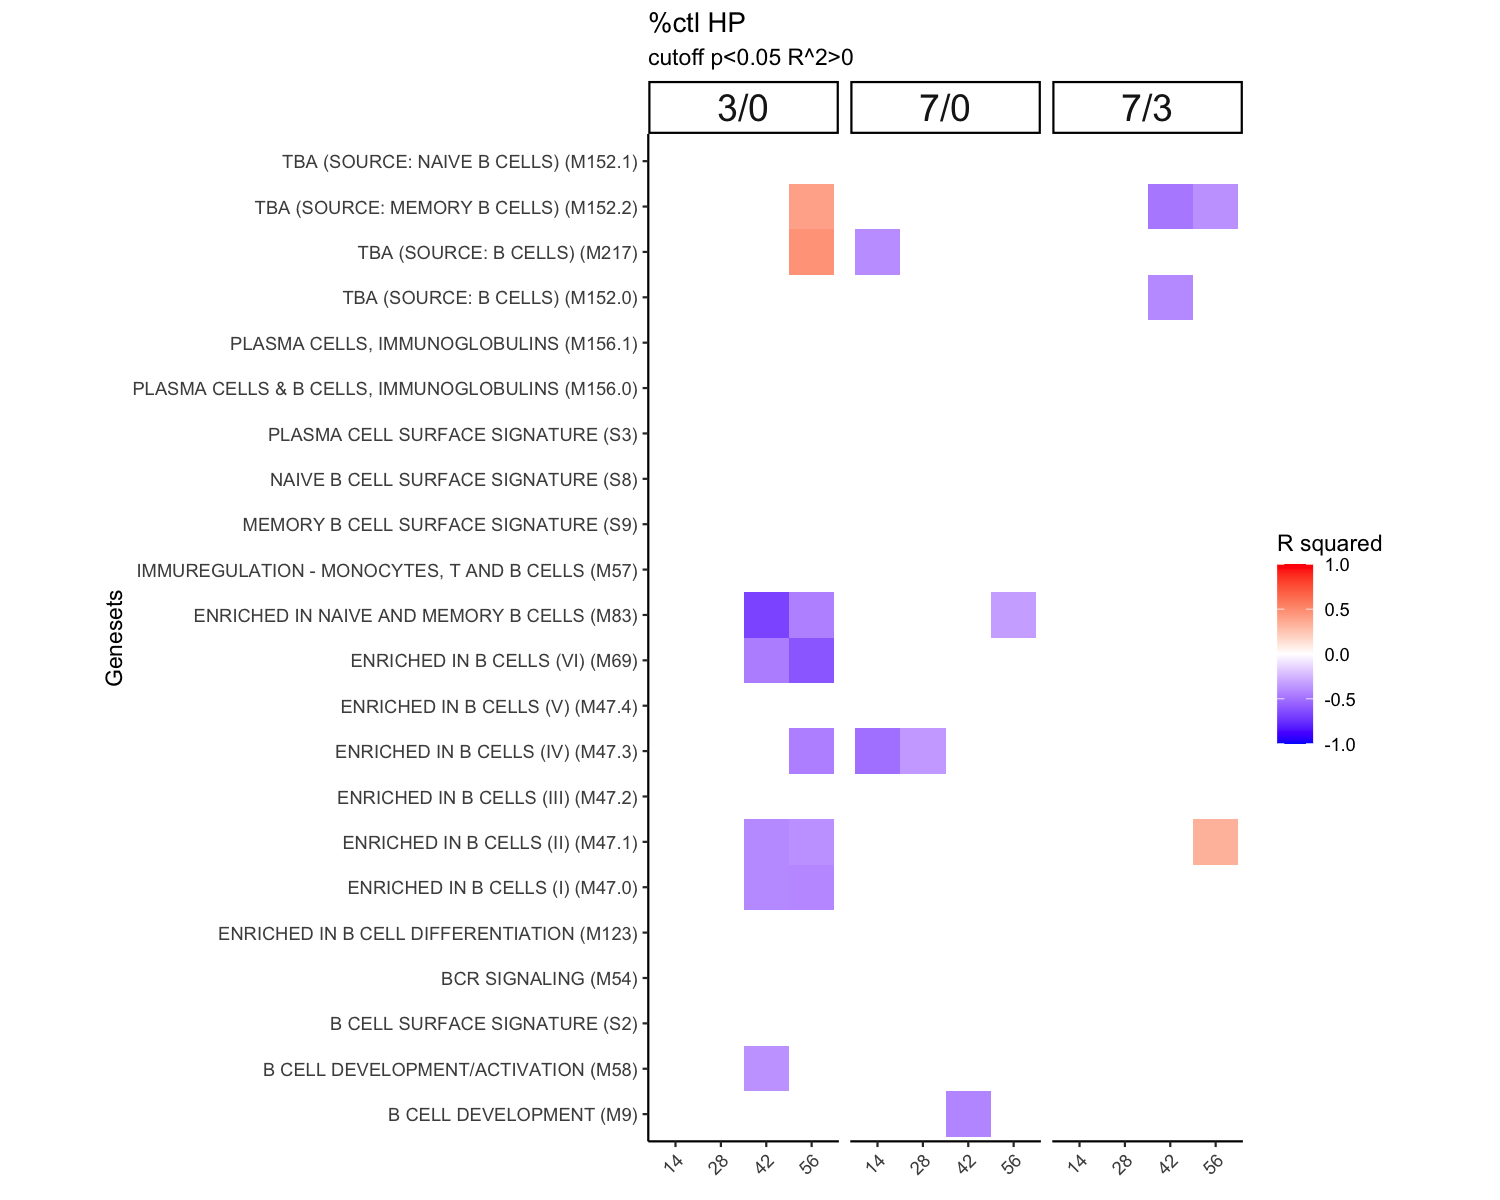 %ctl HP
cutoff p<0.05 R^2>0
3/0 7/0 7/3
TBA (SOURCE: NAIVE B CELLS) (M152.1)
TBA (SOURCE: MEMORY B CELLS) (M152.2)
TBA (SOURCE: B CELLS) (M217)
TBA (SOURCE: B CELLS) (M152.0)
PLASMA CELLS, IMMUNOGLOBULINS (M156.1)
PLASMA CELLS & B CELLS, IMMUNOGLOBULINS (M156.0)
PLASMA CELL SURFACE SIGNATURE (S3)
NAIVE B CELL SURFACE SIGNATURE (S8)
MEMORY B CELL SURFACE SIGNATURE (S9)
IMMUREGULATION - MONOCYTES, T AND B CELLS (M57)
ENRICHED IN NAIVE AND MEMORY B CELLS (M83)
ENRICHED IN B CELLS (VI) (M69)
ENRICHED IN B CELLS (V) (M47.4)
ENRICHED IN B CELLS (IV) (M47.3)
ENRICHED IN B CELLS (III) (M47.2)
ENRICHED IN B CELLS (II) (M47.1)
ENRICHED IN B CELLS (I) (M47.0)
ENRICHED IN B CELL DIFFERENTIATION (M123)
BCR SIGNALING (M54)
B CELL SURFACE SIGNATURE (S2)
B CELL DEVELOPMENT/ACTIVATION (M58)
B CELL DEVELOPMENT (M9)
Genesets
14 28 42 56 14 28 42 56 14 28 42 56
R squared
1.0
0.5
0.0
-0.5
-1.0